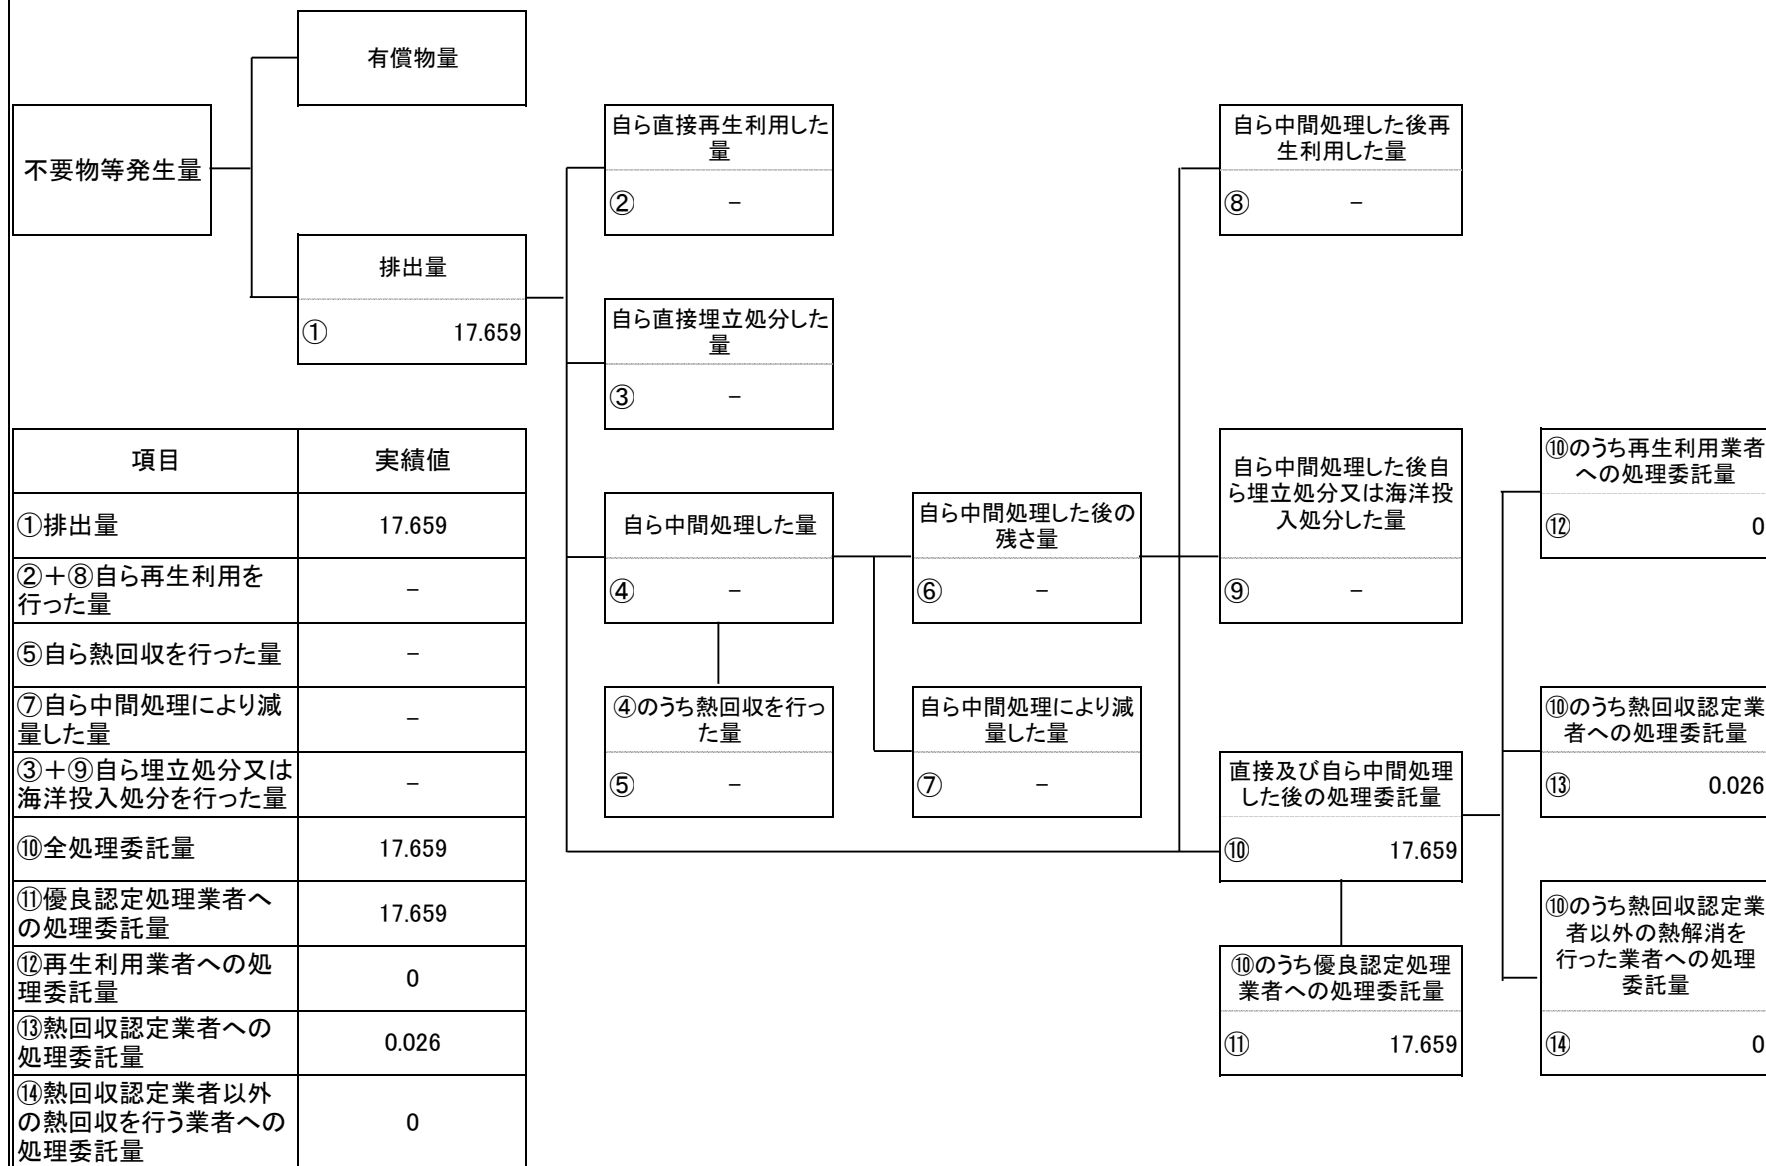 有償物量
不要物等発生量
排出量
① 17.659
自ら直接再生利用した
量
② －
自ら直接埋立処分した
量
③ －
自ら中間処理した量
④ －
④のうち熱回収を行っ
た量
⑤ －
自ら中間処理した後の
残さ量
⑥ －
自ら中間処理により減
量した量
⑦ －
自ら中間処理した後再
生利用した量
⑧ －
自ら中間処理した後自
ら埋立処分又は海洋投
入処分した量
⑨ －
直接及び自ら中間処理
した後の処理委託量
⑩ 17.659
⑩のうち優良認定処理
業者への処理委託量
⑪ 17.659
⑩のうち再生利用業者
への処理委託量
⑫ 0
⑩のうち熱回収認定業
者への処理委託量
⑬ 0.026
⑩のうち熱回収認定業
者以外の熱解消を
行った業者への処理
委託量
⑭ 0
項目 実績値
①排出量 17.659
②＋⑧自ら再生利用を
行った量 －
⑤自ら熱回収を行った量 －
⑦自ら中間処理により減
量した量 －
③＋⑨自ら埋立処分又は
海洋投入処分を行った量 －
⑩全処理委託量 17.659
⑪優良認定処理業者へ
の処理委託量 17.659
⑫再生利用業者への処
理委託量 0
⑬熱回収認定業者への
処理委託量 0.026
⑭熱回収認定業者以外
の熱回収を行う業者への
処理委託量 0